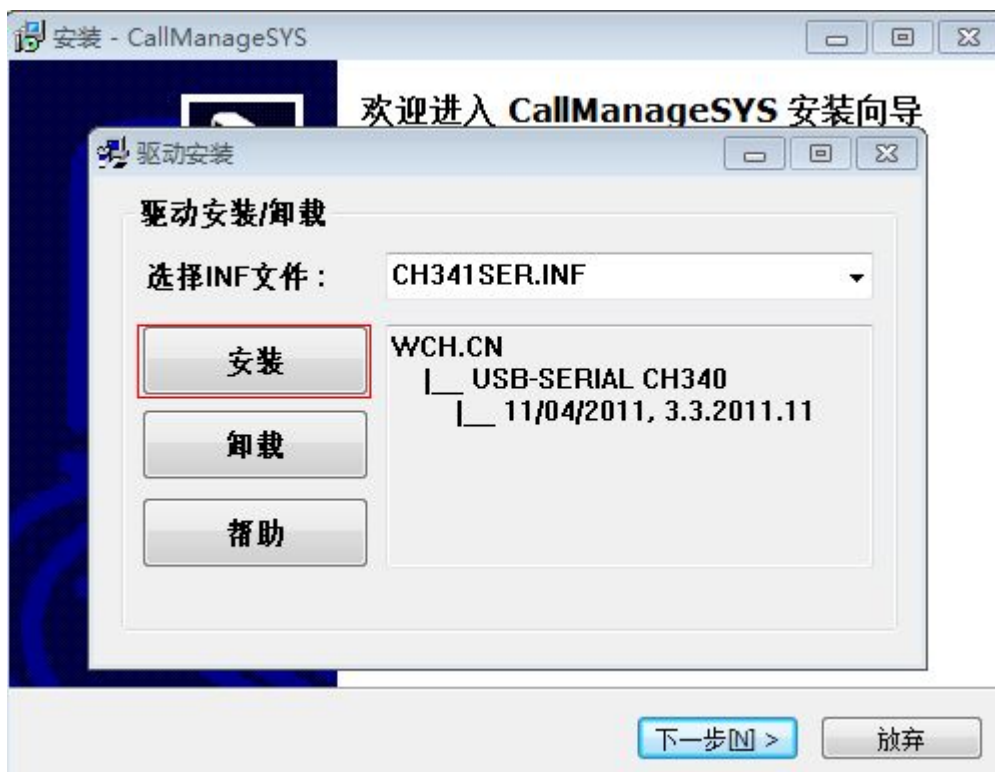 安装 - CallManageSYS
欢迎进入 CallManageSYS 安装向导
驱动安装
驱动安装/卸载
选择INF文件：
CH341SER.INF
安装
WCH.CN
|__ USB-SERIAL CH340
|__ 11/04/2011, 3.3.2011.11
卸载
帮助
下一步[N] >
放弃